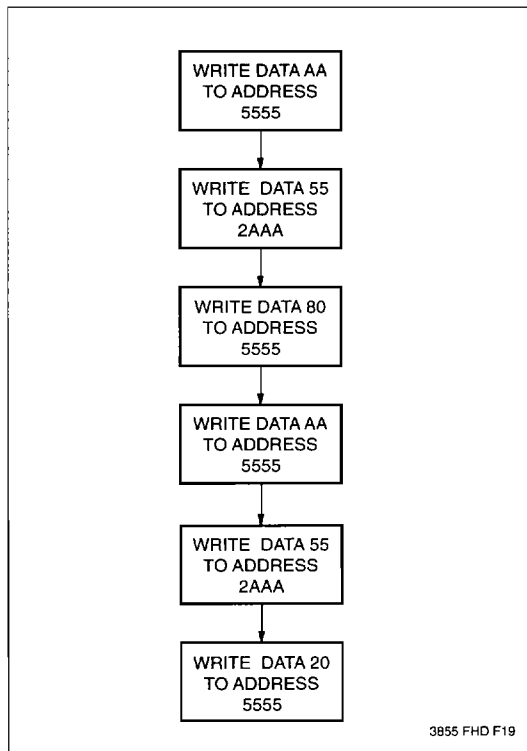 WRITE DATA AA
TO ADDRESS
5555
WRITE DATA 55
TO ADDRESS
2AAA
WRITE DATA 80
TO ADDRESS
5555
WRITE DATA AA
TO ADDRESS
5555
WRITE DATA 55
TO ADDRESS
2AAA
WRITE DATA 20
TO ADDRESS
5555
3855 FHD F19